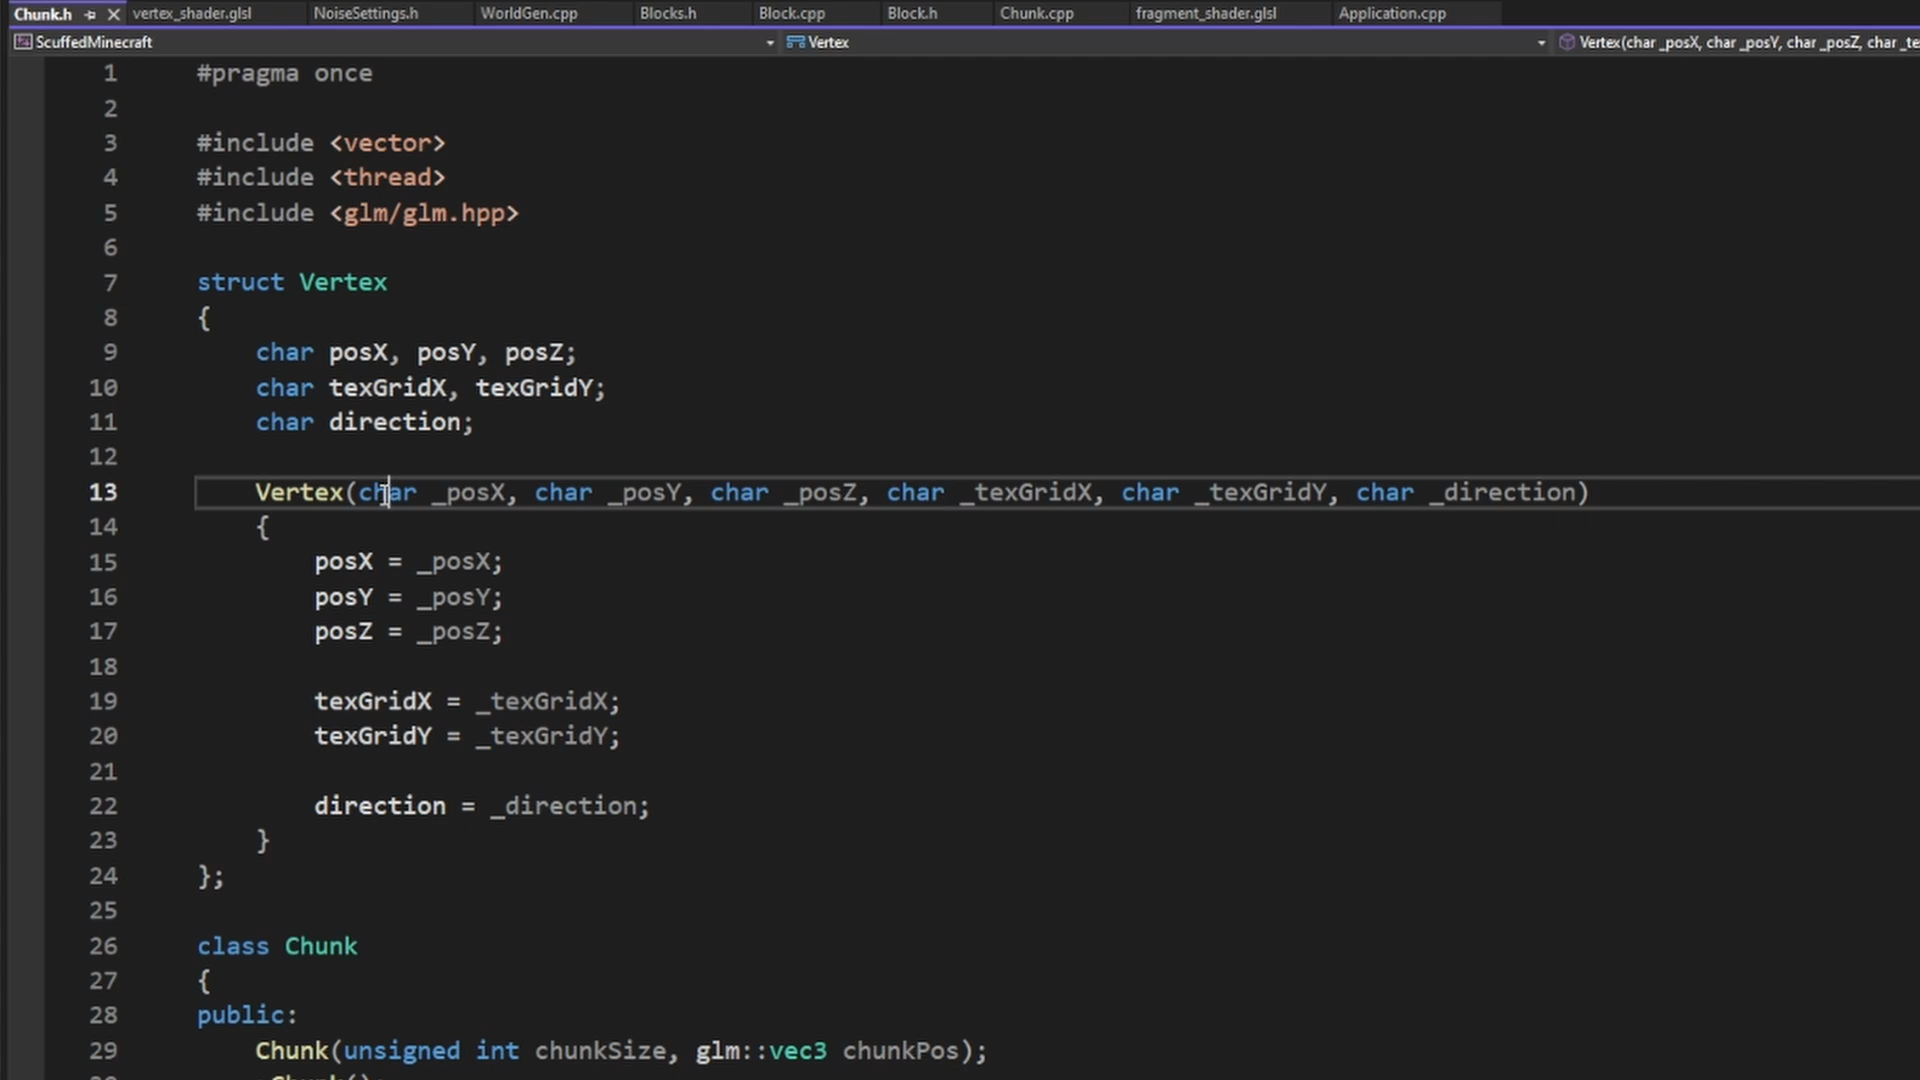 Chunk.h vertex_shader.glsl NoiseSettings.h WorldGen.cpp Blocks.h Block.cpp Block.h Chunk.cpp fragment_shader.glsl Application.cpp
ScuffedMinecraft Vertex Vertex(char _posX, char _posY, char _posZ, char _te
1 #pragma once
2
3 #include <vector>
4 #include <thread>
5 #include <glm/glm.hpp>
6
7 struct Vertex
8 {
9 char posX, posY, posZ;
10 char texGridX, texGridY;
11 char direction;
12
13 Vertex(char _posX, char _posY, char _posZ, char _texGridX, char _texGridY, char _direction)
14 {
15 posX = _posX;
16 posY = _posY;
17 posZ = _posZ;
18
19 texGridX = _texGridX;
20 texGridY = _texGridY;
21
22 direction = _direction;
23 }
24 };
25
26 class Chunk
27 {
28 public:
29 Chunk(unsigned int chunkSize, glm::vec3 chunkPos);
Chunk();